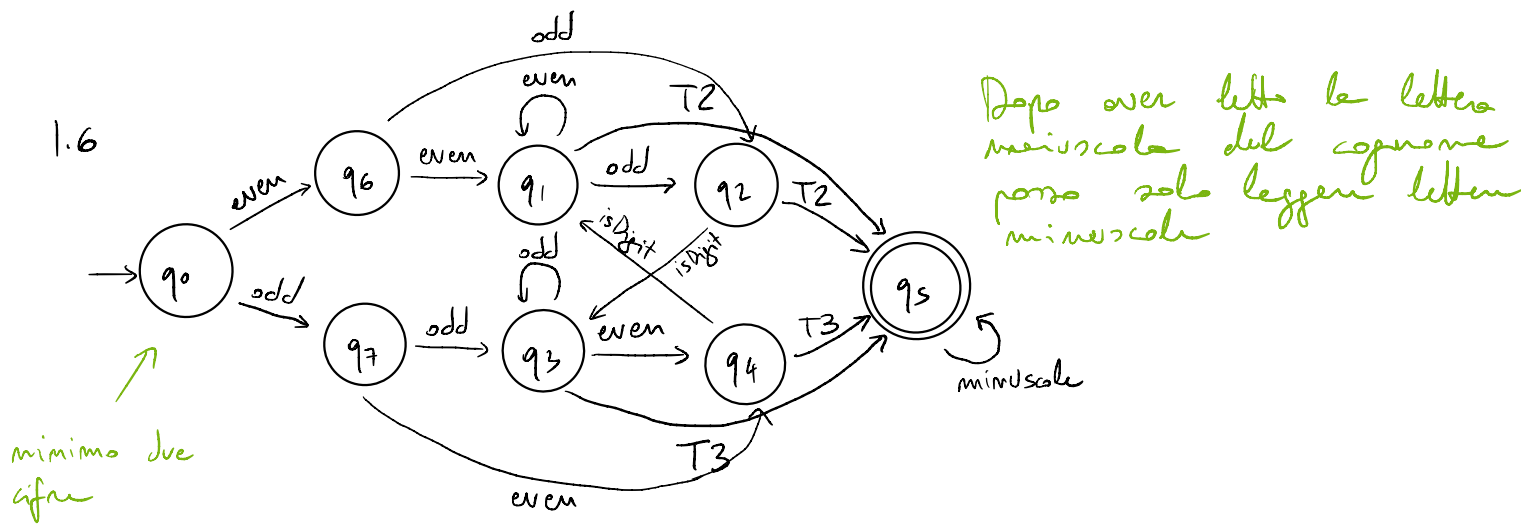 1.6
odd
even
T2
even
even
odd
T2
q6
q1
q2
isDigit
isDigit
odd
q0
odd
odd
even
T3
q5
q7
q3
q4
minuscole
T3
even
Dopo aver letto la lettera
maiuscola del cognome
posso solo leggere lettere
minuscole
minimo due
cifre